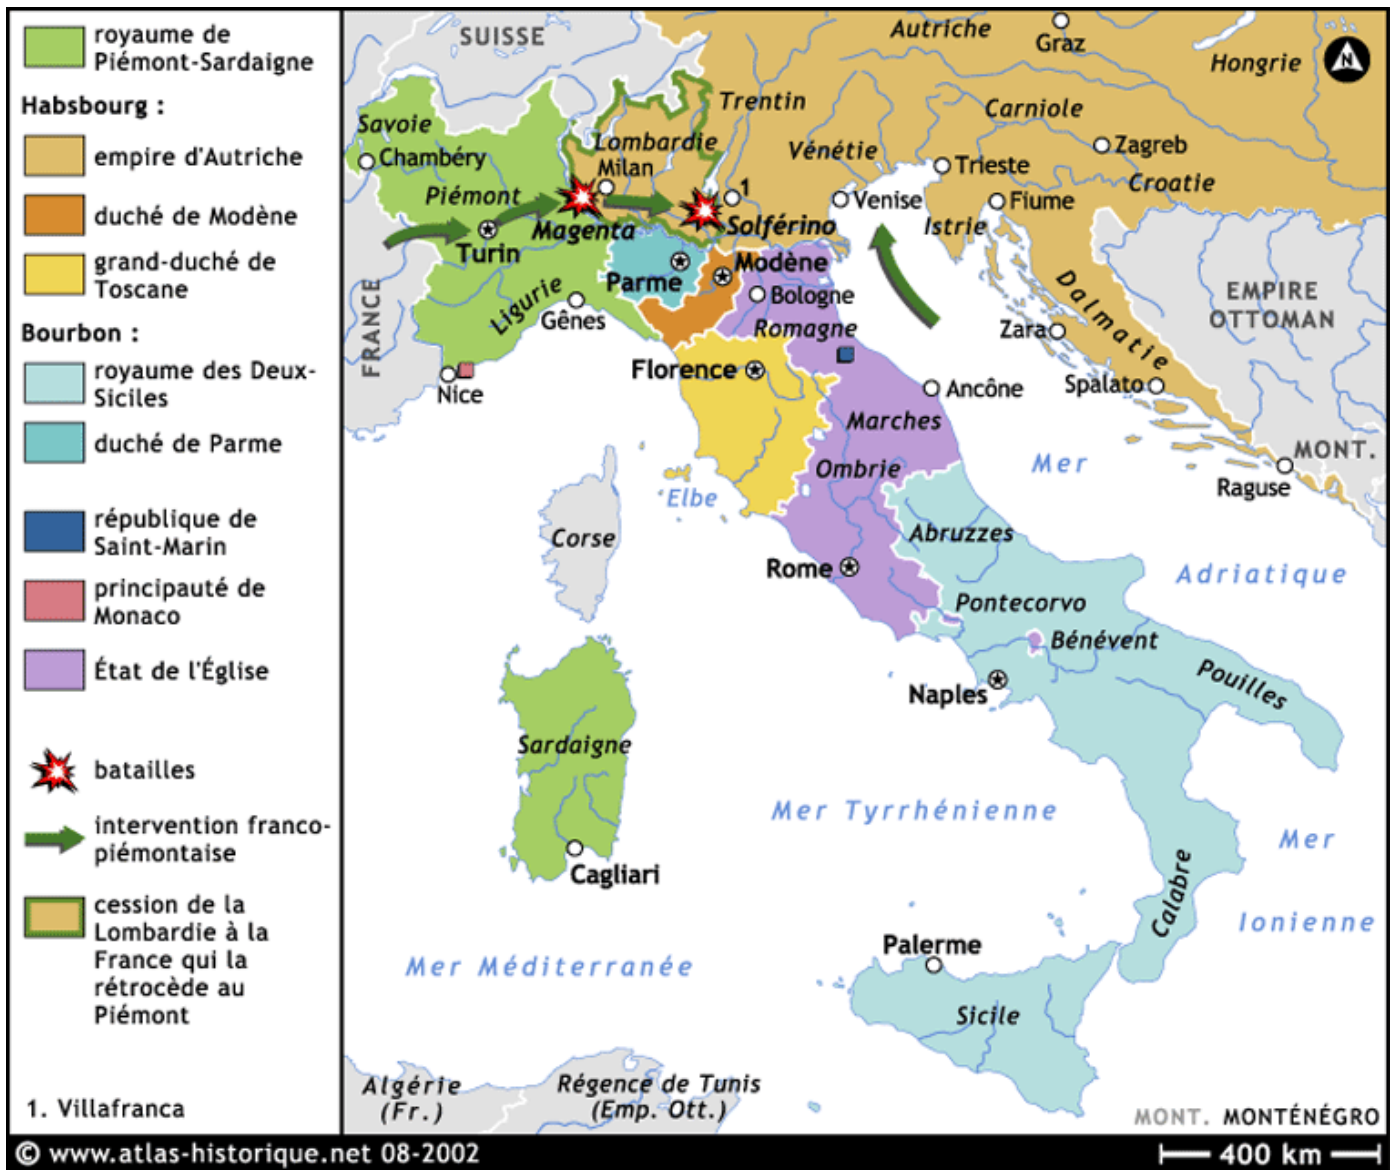 royaume de
Piémont-Sardaigne
Habsbourg :
empire d'Autriche
duché de Modène
grand-duché de
Toscane
Bourbon :
royaume des Deux-
Siciles
duché de Parme
république de
Saint-Marin
principauté de
Monaco
État de l'Église
batailles
intervention franco-
piémontaise
cession de la
Lombardie à la
France qui la
rétrocède au
Piémont
1. Villafranca
SUISSE
Autriche
Graz
Hongrie
N
Trentin
Carniole
Savoie
Lombardie
Vénétie
Zagreb
Chambéry
Milan
Trieste
Croatie
Piémont
1
Venise
Fiume
Magenta
Solférino
Istrie
Turin
Parme
Modène
FRANCE
Ligurie
Gênes
Bologne
Dalmatie
EMPIRE
OTTOMAN
Romagne
Zara
Florence
Nice
Ancône
Spalato
Marches
MONT.
Mer
Ombrie
Elbe
Raguse
Corse
Abruzzes
Rome
Adriatique
Pontecorvo
Bénévent
Naples
Pouilles
Sardaigne
Mer Tyrrhénienne
Mer
Cagliari
Calabre
Ionienne
Palerme
Mer Méditerranée
Sicile
Algérie
(Fr.)
Régence de Tunis
(Emp. Ott.)
MONT. MONTÉNÉGRO
© www.atlas-historique.net 08-2002
400 km